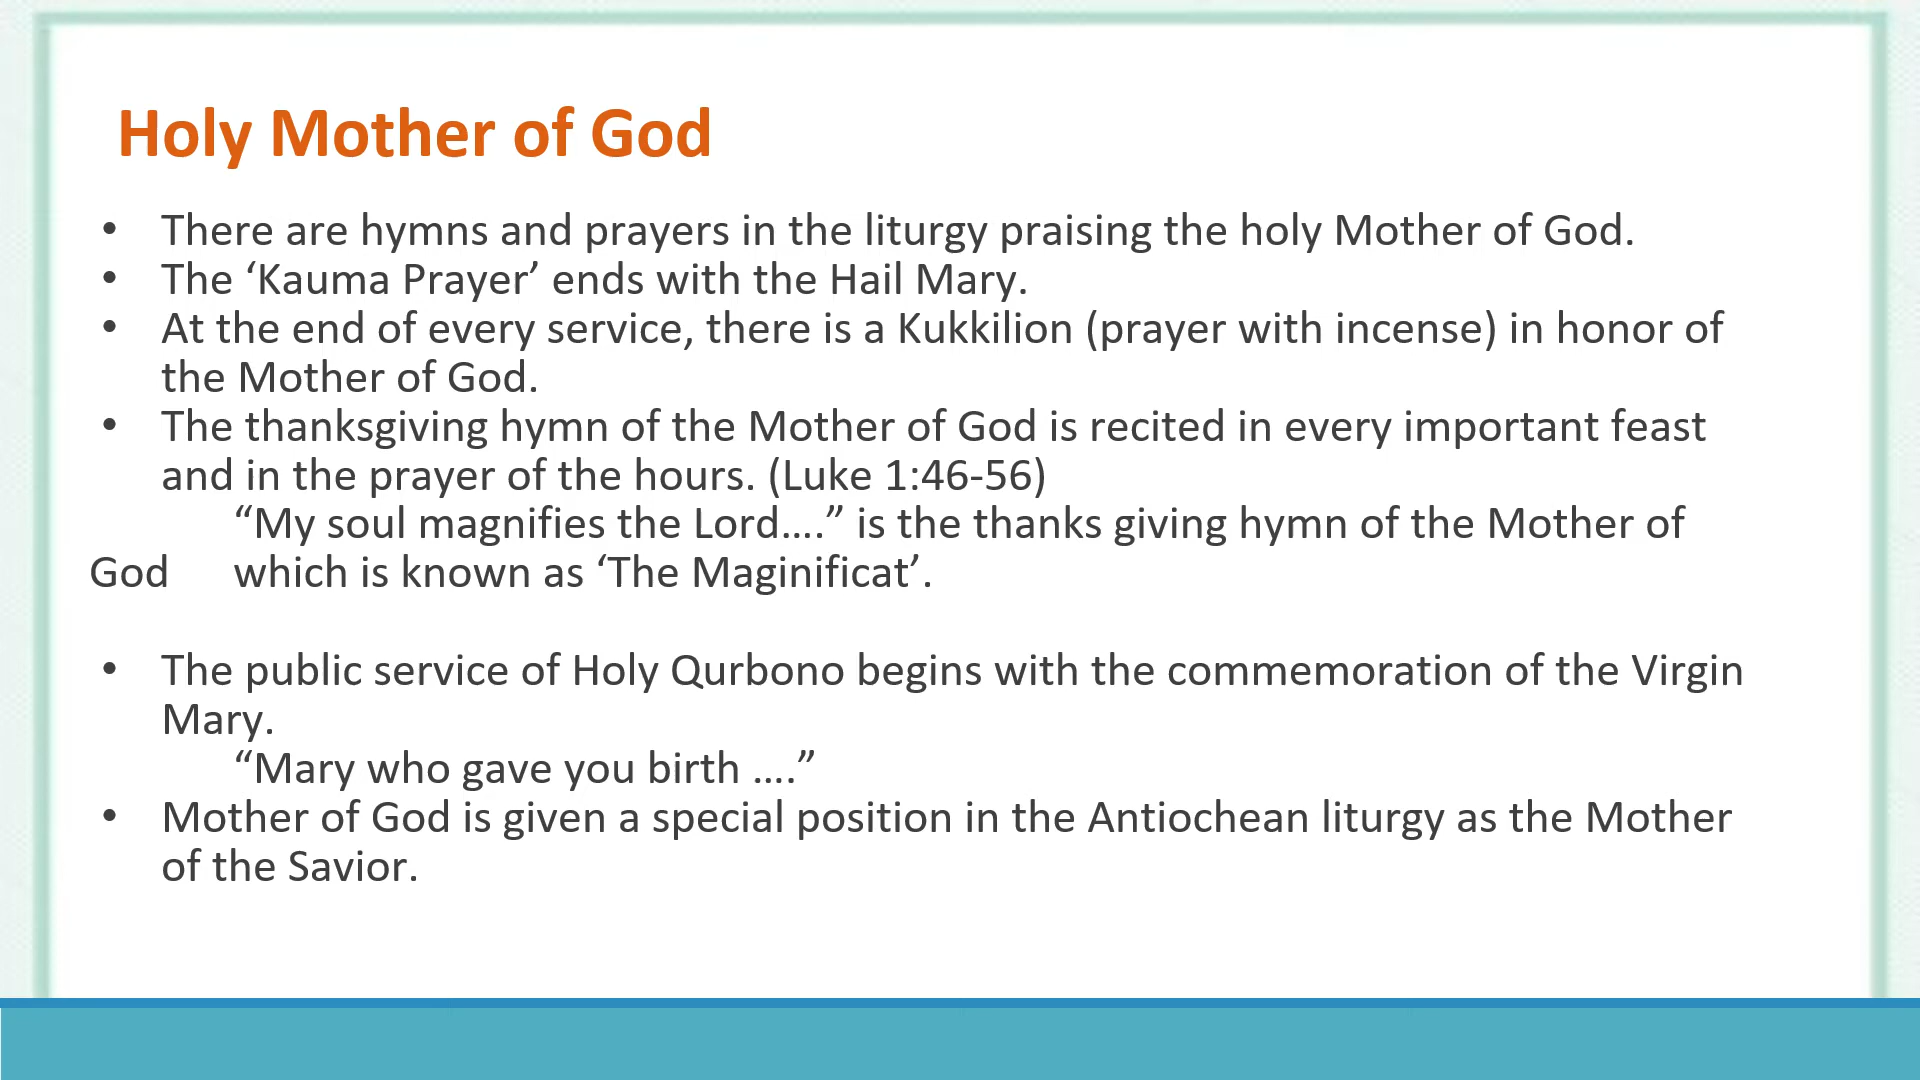 Holy Mother of God
• There are hymns and prayers in the liturgy praising the holy Mother of God.
• The ‘Kauma Prayer’ ends with the Hail Mary.
• At the end of every service, there is a Kukkilion (prayer with incense) in honor of
the Mother of God.
• The thanksgiving hymn of the Mother of God is recited in every important feast
and in the prayer of the hours. (Luke 1:46-56)
“My soul magnifies the Lord….” is the thanks giving hymn of the Mother of
God which is known as ‘The Maginificat’.
• The public service of Holy Qurbono begins with the commemoration of the Virgin
Mary.
“Mary who gave you birth ….”
• Mother of God is given a special position in the Antiochean liturgy as the Mother
of the Savior.